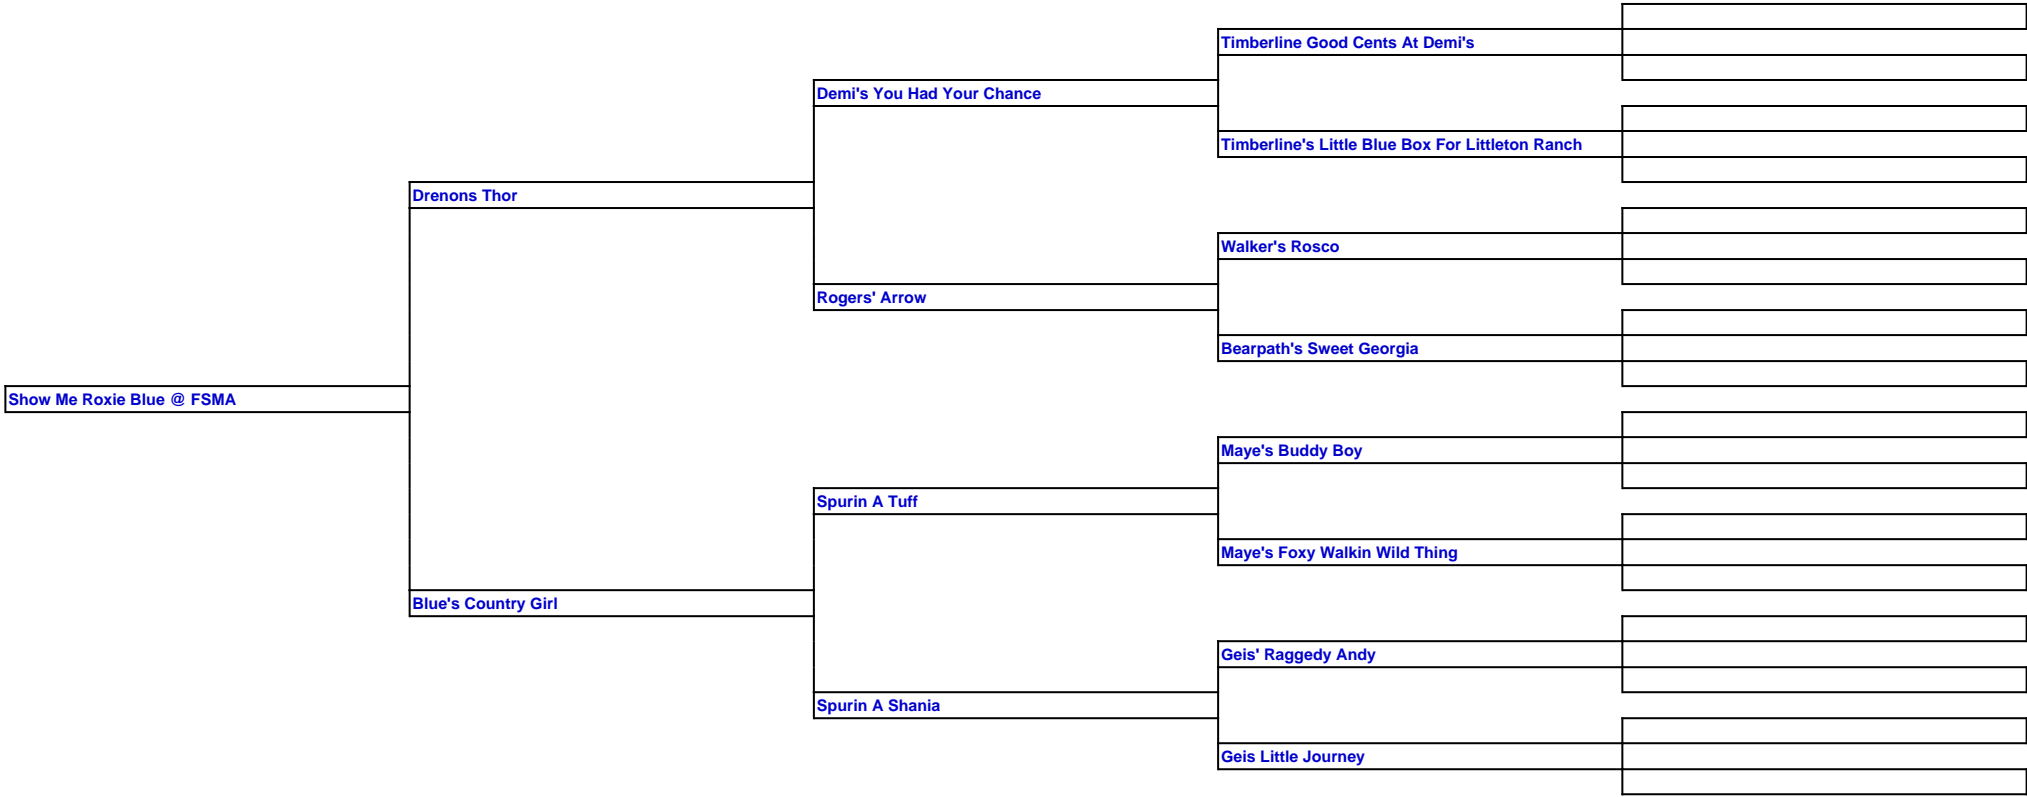 Timberline Good Cents At Demi's
Demi's You Had Your Chance
Timberline's Little Blue Box For Littleton Ranch
Drenons Thor
Walker's Rosco
Rogers' Arrow
Bearpath's Sweet Georgia
Show Me Roxie Blue @ FSMA
Maye's Buddy Boy
Spurin A Tuff
Maye's Foxy Walkin Wild Thing
Blue's Country Girl
Geis' Raggedy Andy
Spurin A Shania
Geis Little Journey